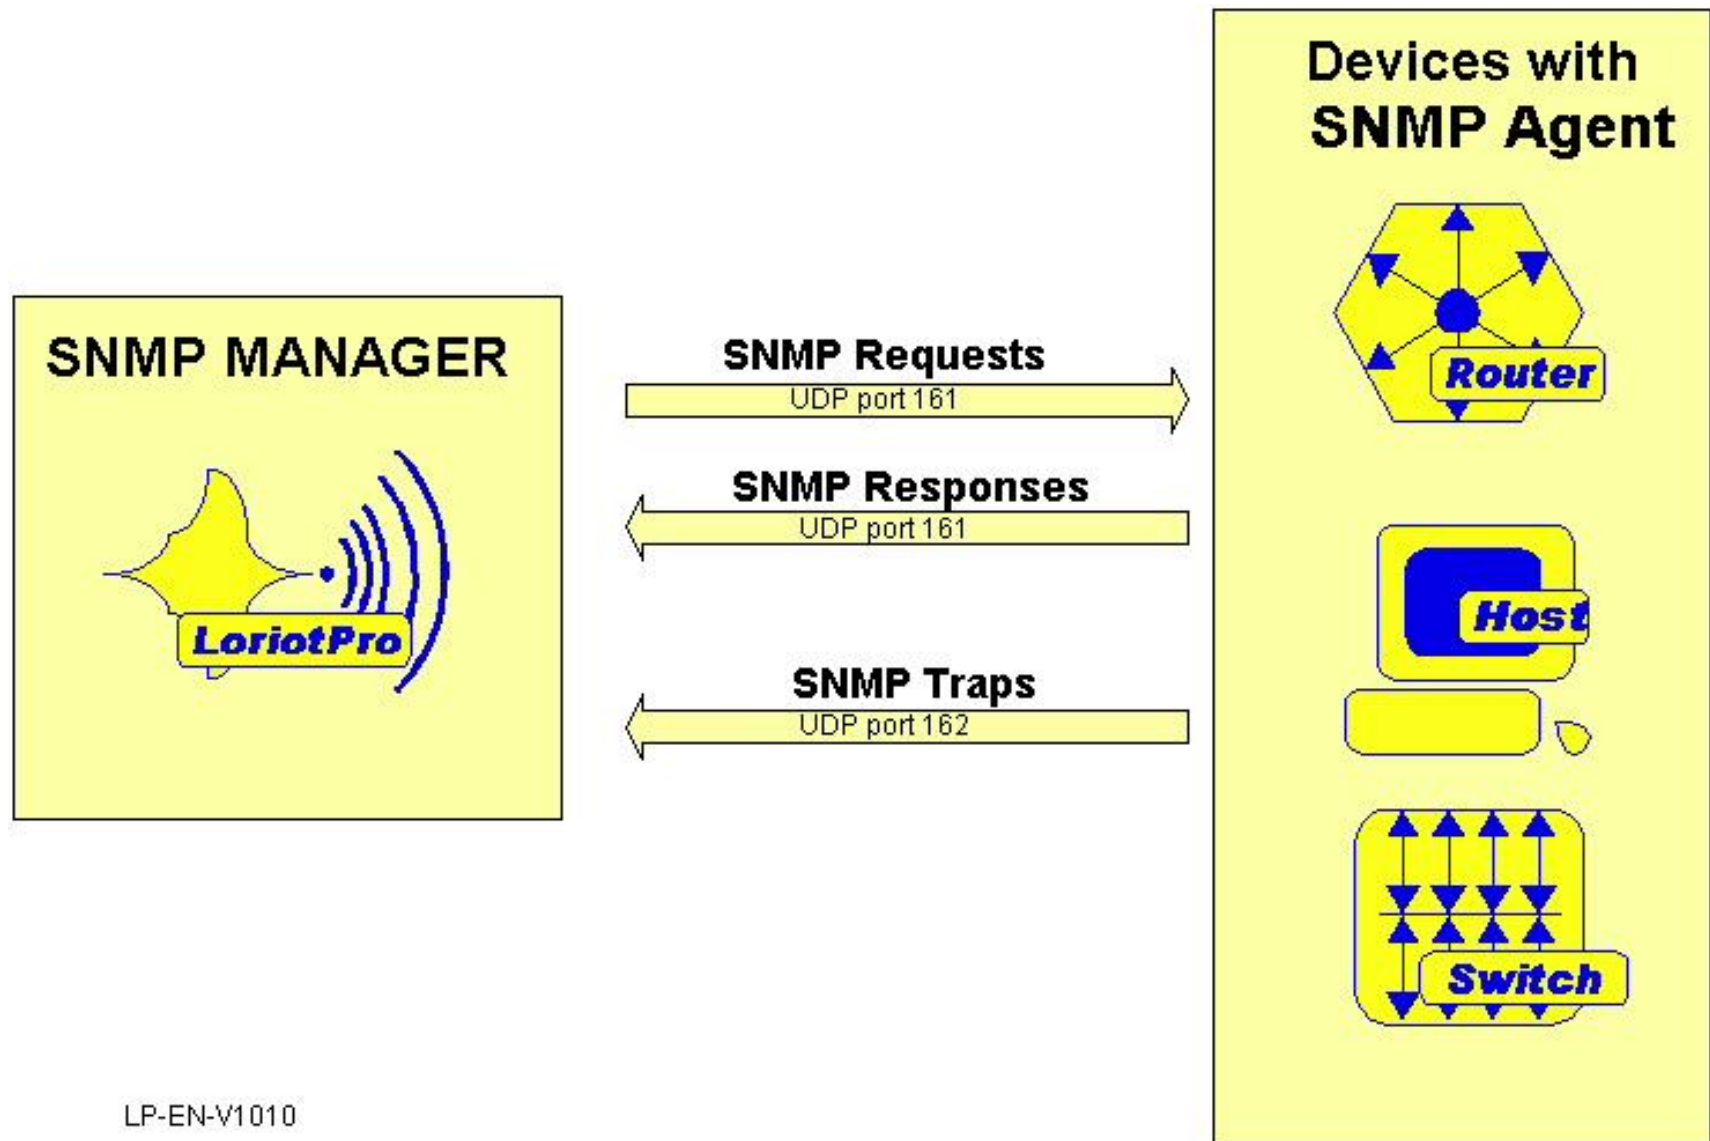 Devices with
SNMP Agent
Router
Host
Switch
SNMP MANAGER
LoriotPro
SNMP Requests
UDP port 161
SNMP Responses
UDP port 161
SNMP Traps
UDP port 162
LP-EN-V1010